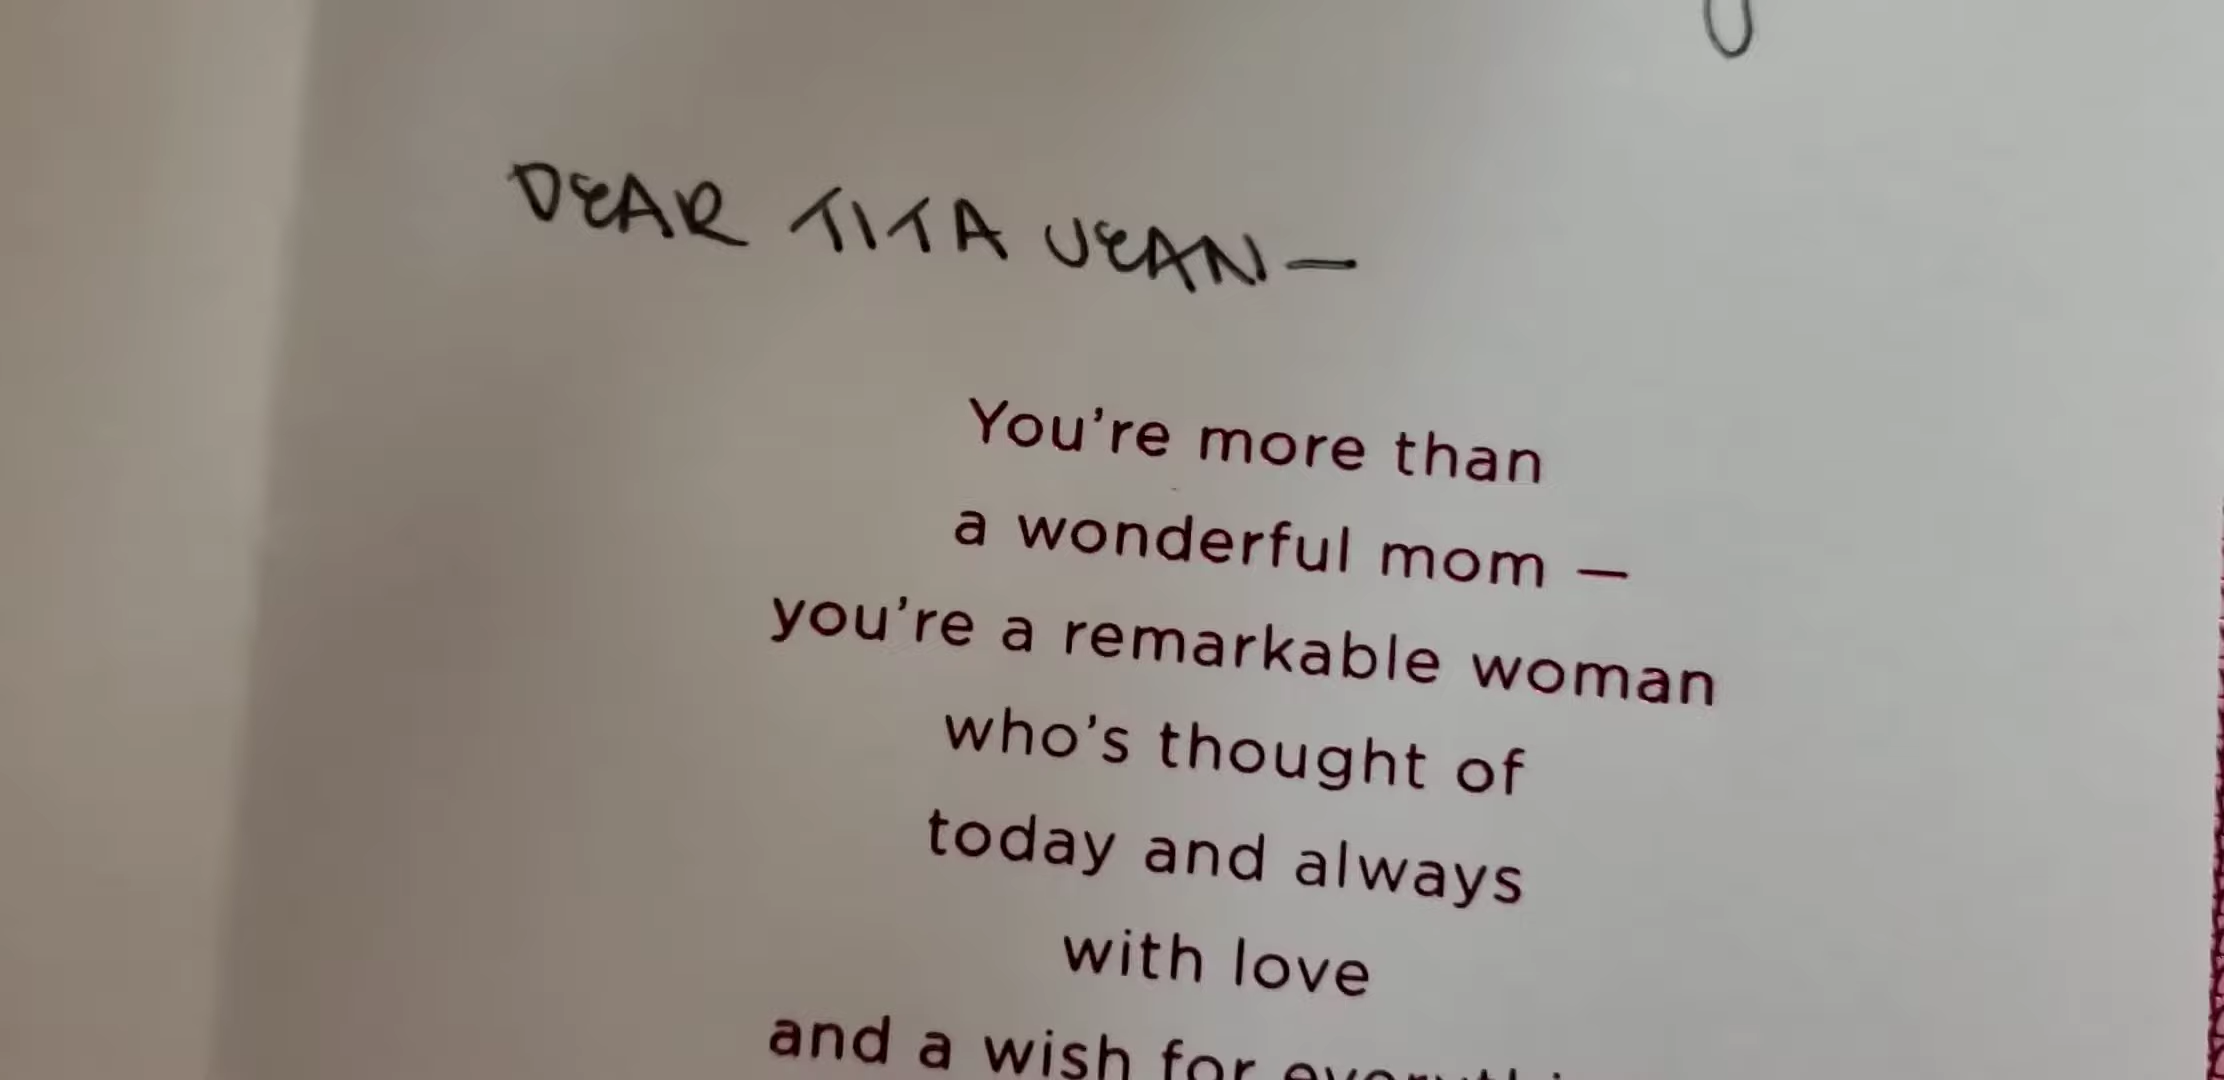 DEAR TITA JEAN—
You're more than
a wonderful mom —
you're a remarkable woman
who's thought of
today and always
with love
and a wish for